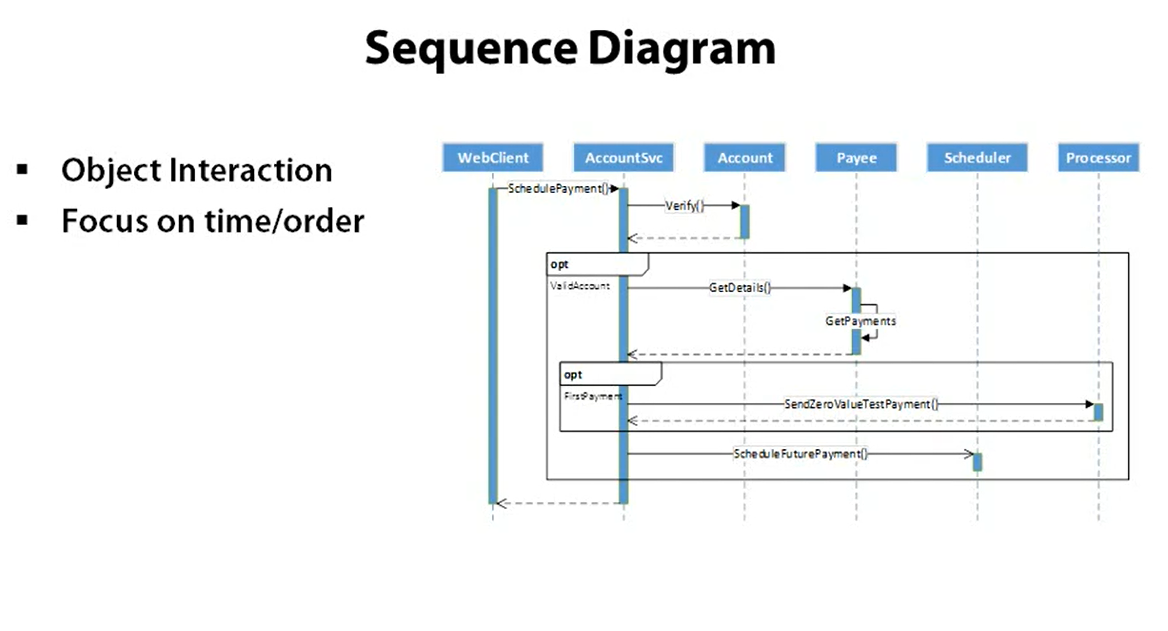 Sequence Diagram
▪ Object Interaction
▪ Focus on time/order
WebClient AccountSvc Account Payee Scheduler Processor
SchedulePayment()
Verify()
opt
ValidAccount
GetDetails()
GetPayments
opt
FirstPayment
SendZeroValueTestPayment()
ScheduleFuturePayment()